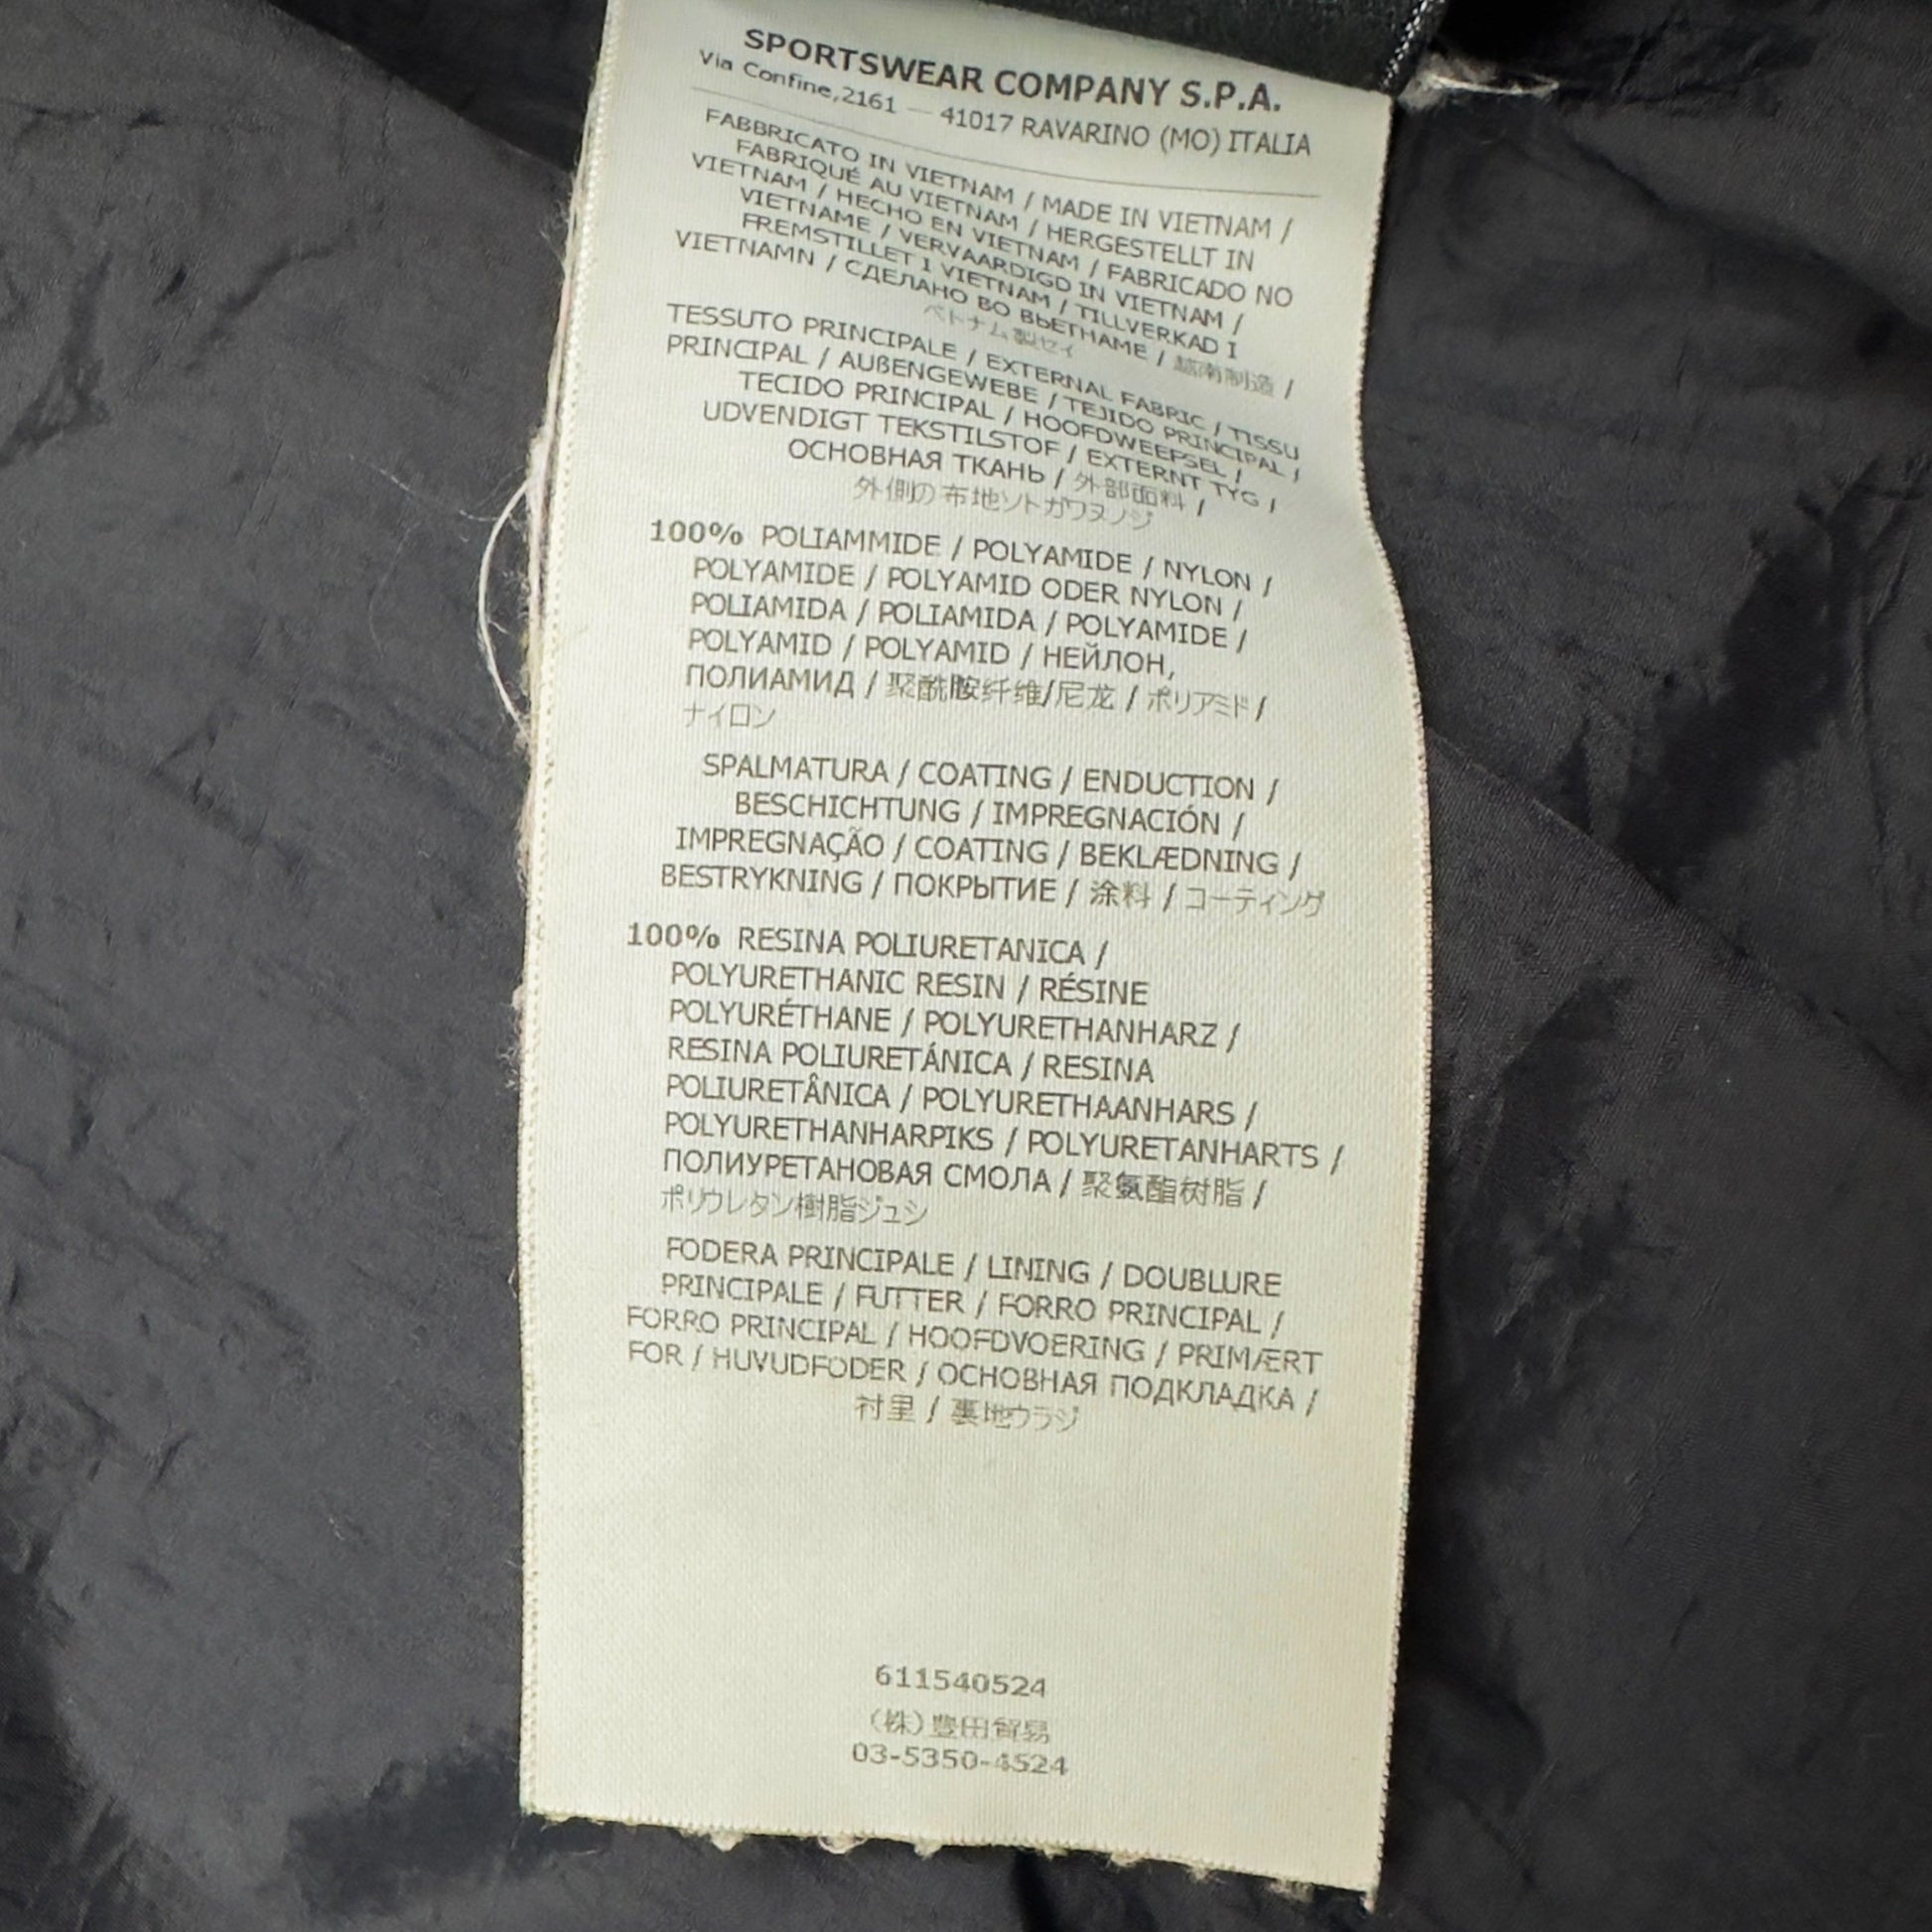 SPORTSWEAR COMPANY S.P.A.
Via Confine,2161 — 41017 RAVARINO (MO) ITALIA
FABBRICATO IN VIETNAM / MADE IN VIETNAM /
FABRIQUÉ AU VIETNAM / HERGESTELLT IN
VIETNAM / HECHO EN VIETNAM / FABRICADO NO
VIETNAME / VERVAARDIGD IN VIETNAM /
FREMSTILLET I VIETNAM / TILLVERKAD I
VIETNAMN / СДЕЛАНО ВО ВЬЕТНАМЕ / 越南制造 /
ベトナム製セイ
TESSUTO PRINCIPALE / EXTERNAL FABRIC / TISSU
PRINCIPAL / AUßENGEWEBE / TEJIDO PRINCIPAL /
TECIDO PRINCIPAL / HOOFDWEEFSEL /
UDVENDIGT TEKSTILSTOF / EXTERNT TYG /
ОСНОВНАЯ ТКАНЬ / 外部面料 /
外側の布地ソトガワヌノジ
100% POLIAMMIDE / POLYAMIDE / NYLON /
POLYAMIDE / POLYAMID ODER NYLON /
POLIAMIDA / POLIAMIDA / POLYAMIDE /
POLYAMID / POLYAMID / НЕЙЛОН,
ПОЛИАМИД / 聚酰胺纤维/尼龙 / ポリアミド /
ナイロン
SPALMATURA / COATING / ENDUCTION /
BESCHICHTUNG / IMPREGNACIÓN /
IMPREGNAÇÃO / COATING / BEKLÆDNING /
BESTRYKNING / ПОКРЫТИЕ / 涂料 / コーティング
100% RESINA POLIURETANICA /
POLYURETHANIC RESIN / RÉSINE
POLYURÉTHANE / POLYURETHANHARZ /
RESINA POLIURETÁNICA / RESINA
POLIURETÂNICA / POLYURETHAANHARS /
POLYURETHANHARPIKS / POLYURETANHARTS /
ПОЛИУРЕТАНОВАЯ СМОЛА / 聚氨酯树脂 /
ポリウレタン樹脂ジュシ
FODERA PRINCIPALE / LINING / DOUBLURE
PRINCIPALE / FUTTER / FORRO PRINCIPAL /
FORRO PRINCIPAL / HOOFDVOERING / PRIMÆRT
FOR / HUVUDFODER / ОСНОВНАЯ ПОДКЛАДКА /
衬里 / 裏地ウラジ
611540524
(株)豊田貿易
03-5350-4524